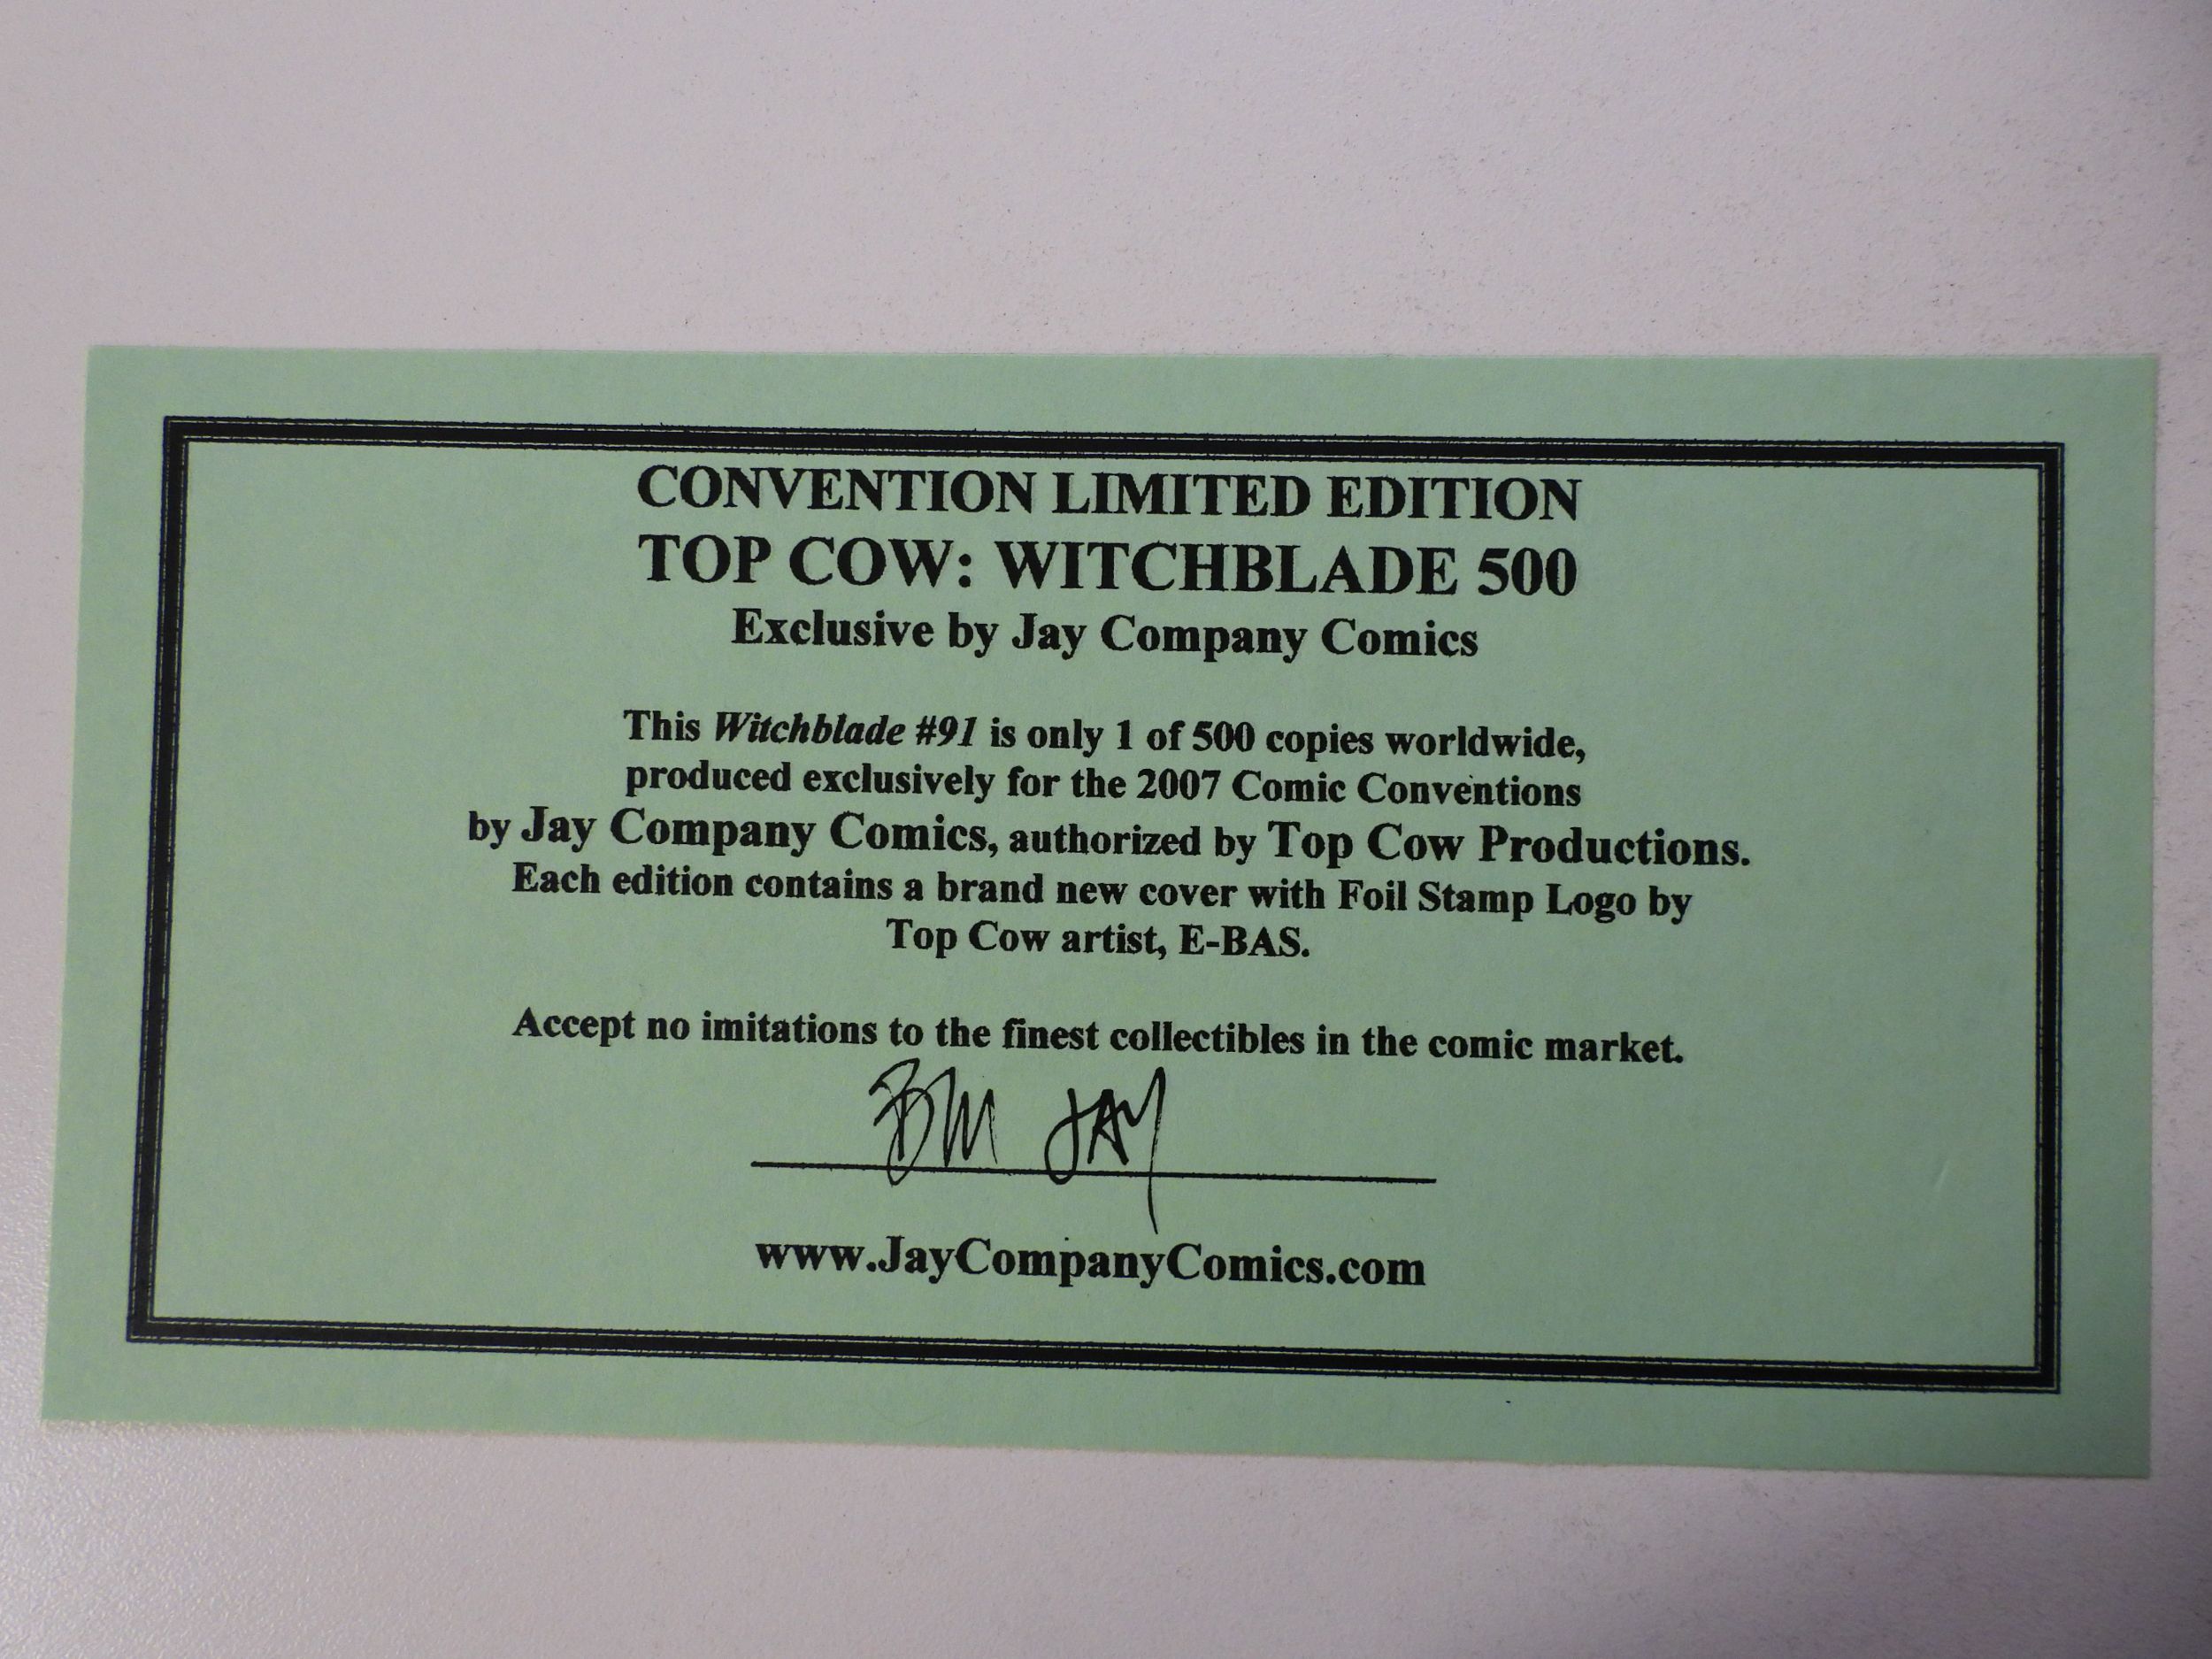 CONVENTION LIMITED EDITION
TOP COW: WITCHBLADE 500
Exclusive by Jay Company Comics
This Witchblade #91 is only 1 of 500 copies worldwide,
produced exclusively for the 2007 Comic Conventions
by Jay Company Comics, authorized by Top Cow Productions.
Each edition contains a brand new cover with Foil Stamp Logo by
Top Cow artist, E-BAS.
Accept no imitations to the finest collectibles in the comic market.
JAY
www.JayCompanyComics.com